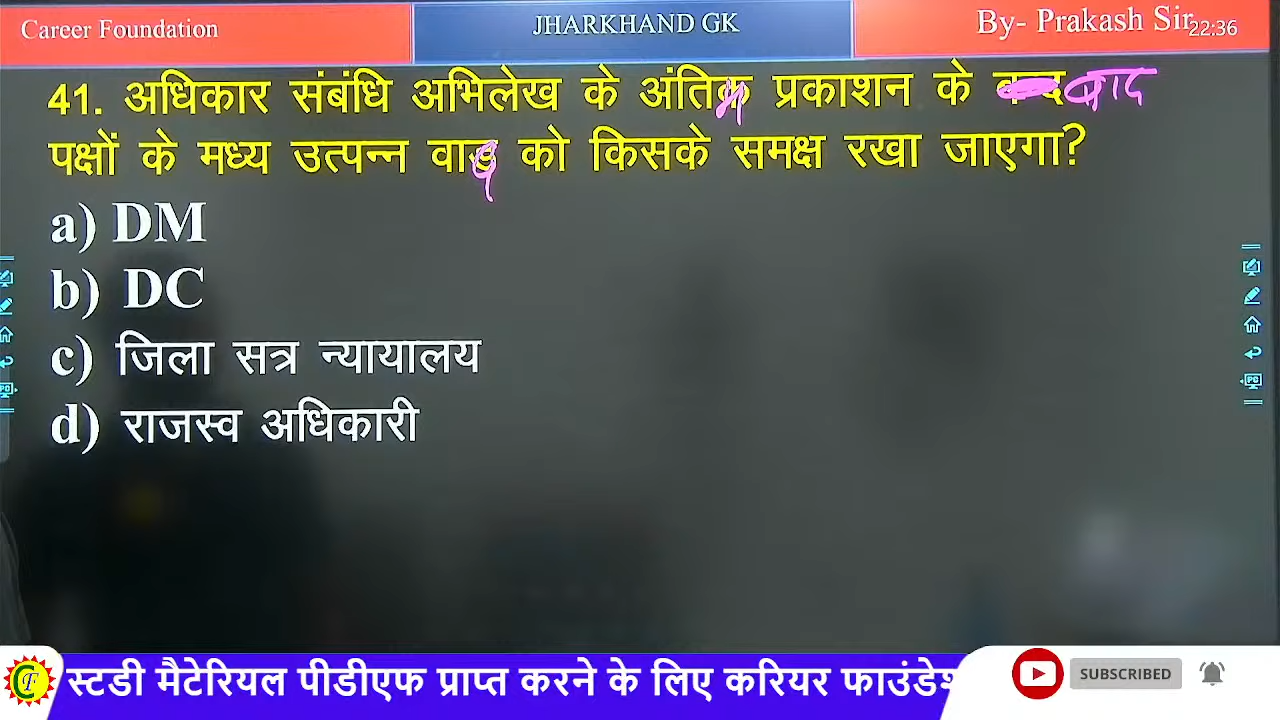 Career Foundation
JHARKHAND GK
By- Prakash Sir
22:36
41. अधिकार संबंधि अभिलेख के अंतिम प्रकाशन के बाद
पक्षों के मध्य उत्पन्न वाद को किसके समक्ष रखा जाएगा?
a) DM
b) DC
c) जिला सत्र न्यायालय
d) राजस्व अधिकारी
स्टडी मैटेरियल पीडीएफ प्राप्त करने के लिए करियर फाउंडेश
SUBSCRIBED